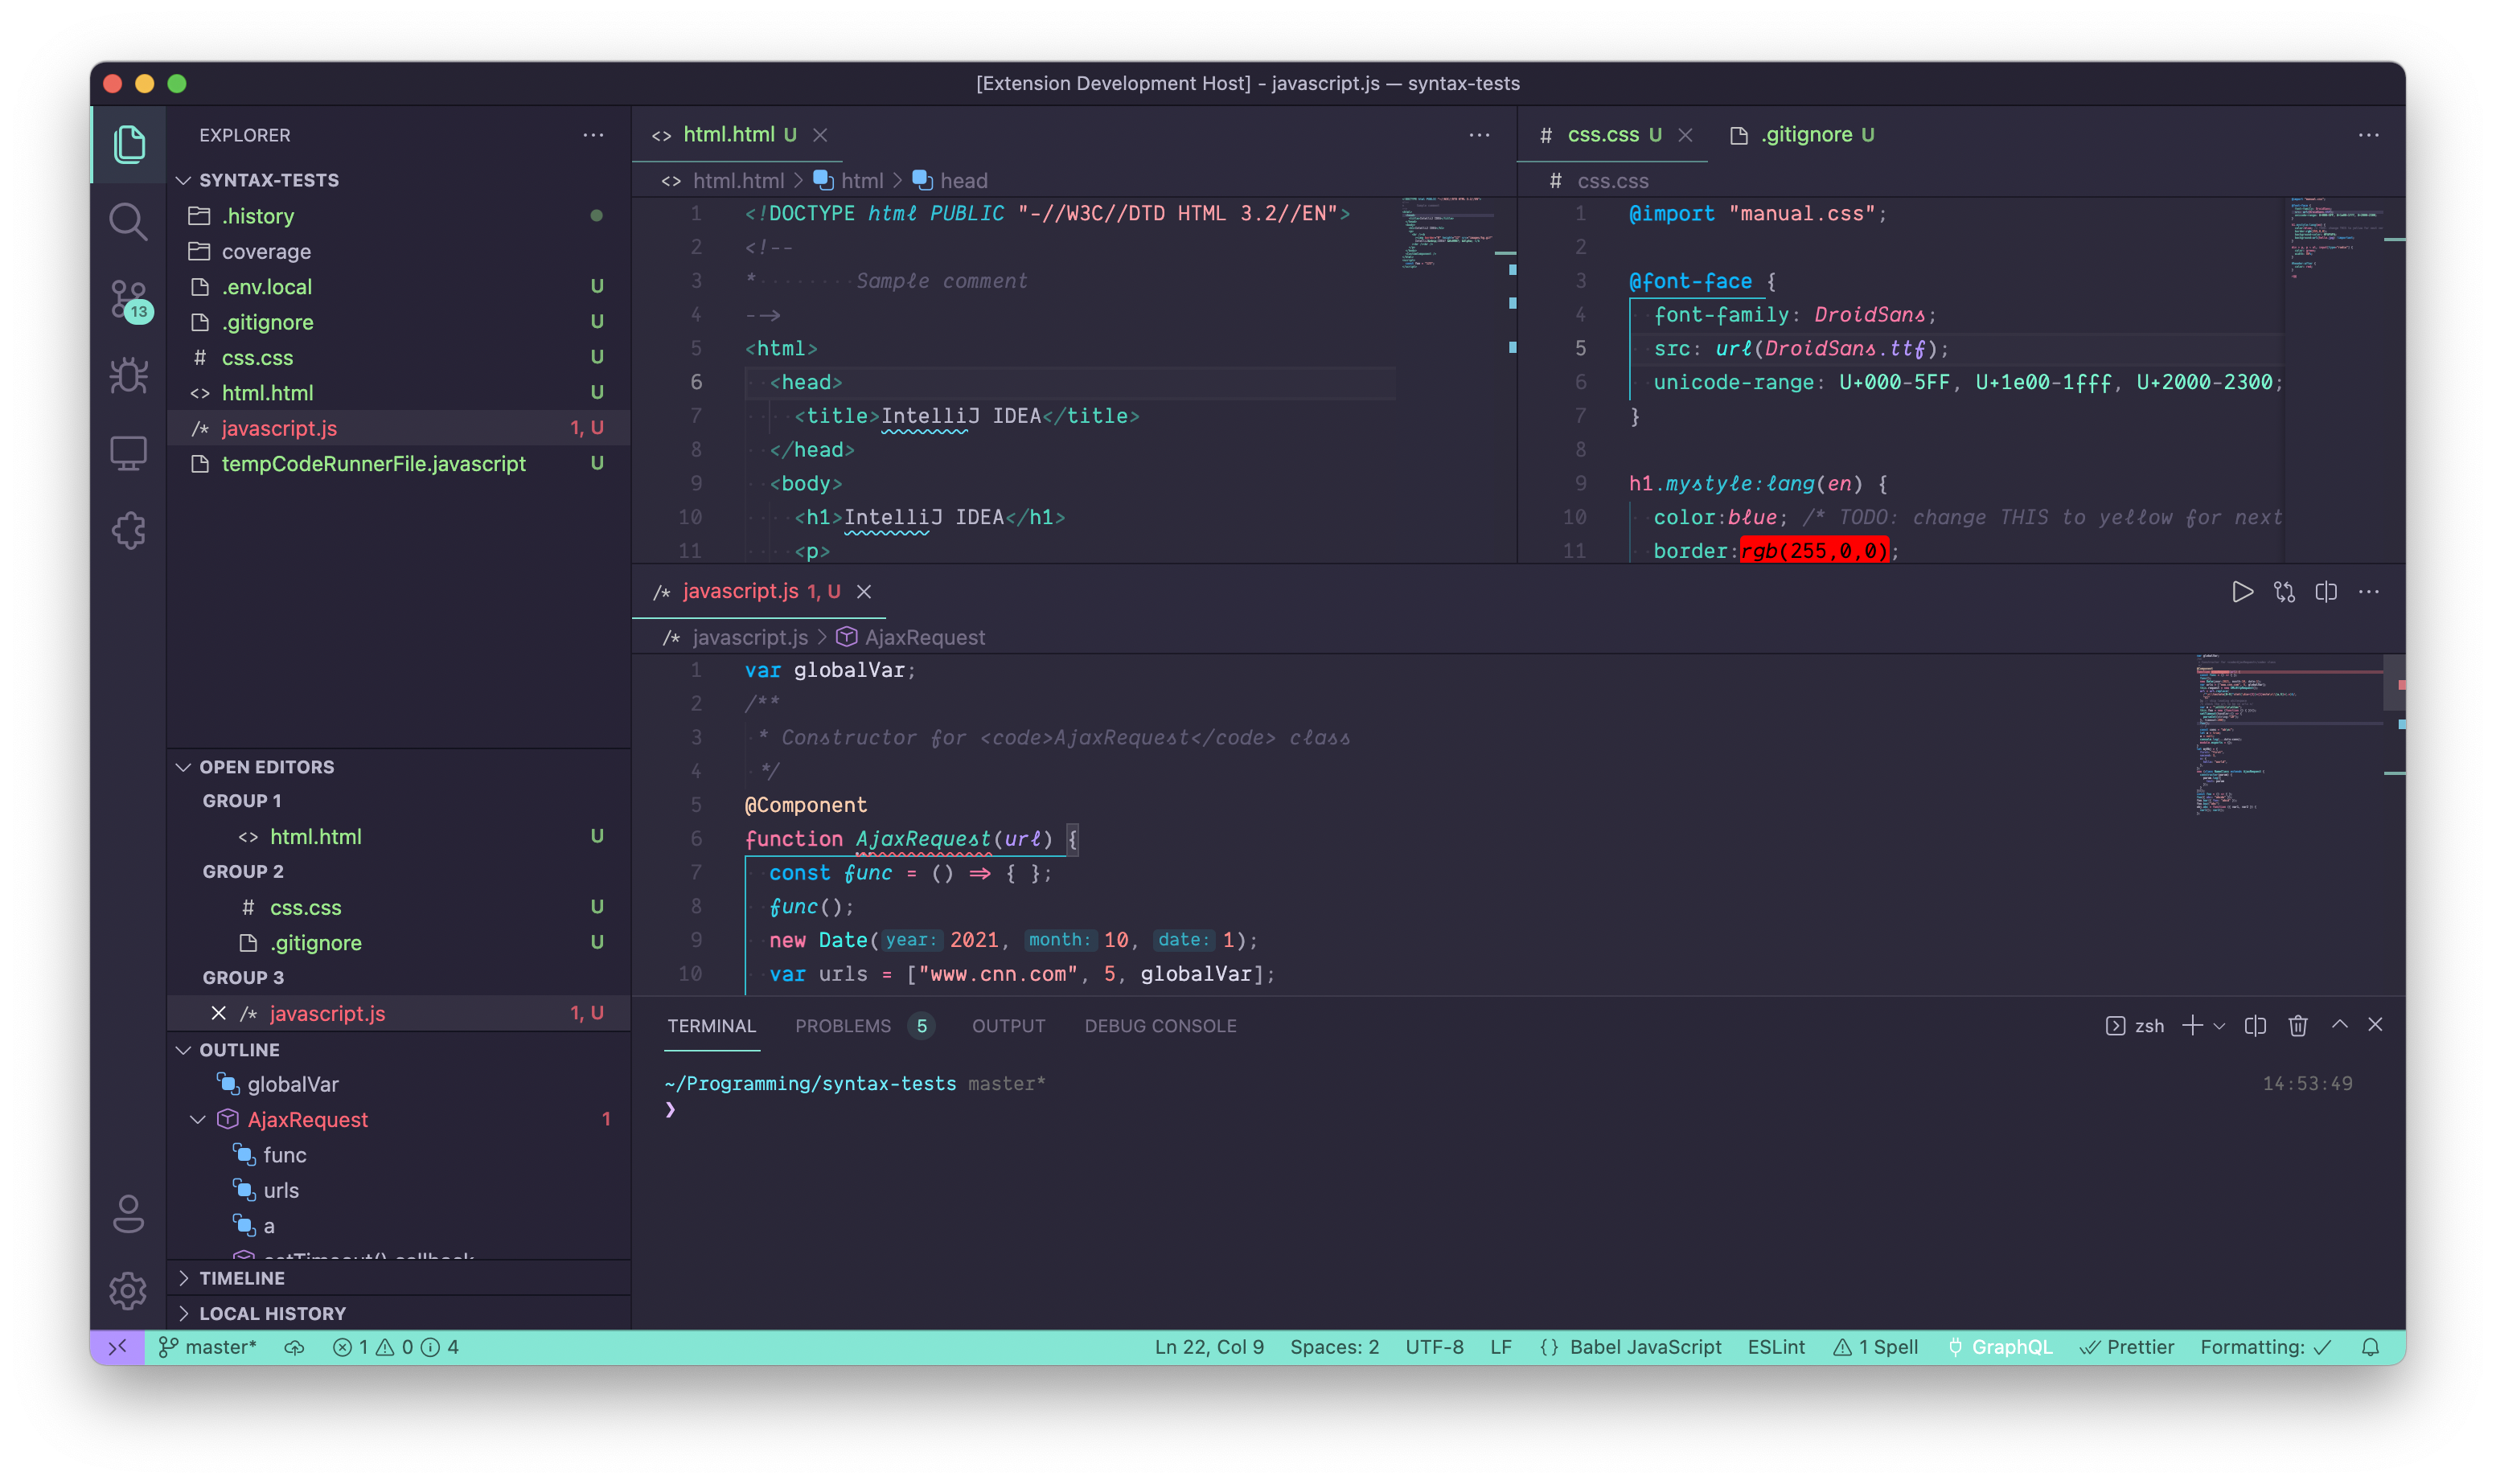 [Extension Development Host] - javascript.js — syntax-tests
EXPLORER
SYNTAX-TESTS
.history
coverage
.env.local U
.gitignore U
# css.css U
<> html.html U
/* javascript.js 1, U
tempCodeRunnerFile.javascript U
OPEN EDITORS
GROUP 1
<> html.html U
GROUP 2
# css.css U
.gitignore U
GROUP 3
/* javascript.js 1, U
OUTLINE
globalVar
AjaxRequest 1
func
urls
a
TIMELINE
LOCAL HISTORY
13
<> html.html U
<> html.html > html > head
1 <!DOCTYPE html PUBLIC "-//W3C//DTD HTML 3.2//EN">
2 <!--
3 * Sample comment
4 -->
5 <html>
6 <head>
7 <title>IntelliJ IDEA</title>
8 </head>
9 <body>
10 <h1>IntelliJ IDEA</h1>
11 <p>
# css.css U .gitignore U
# css.css
1 @import "manual.css";
2
3 @font-face {
4 font-family: DroidSans;
5 src: url(DroidSans.ttf);
6 unicode-range: U+000-5FF, U+1e00-1fff, U+2000-2300;
7 }
8
9 h1.mystyle:lang(en) {
10 color:blue; /* TODO: change THIS to yellow for next
11 border:rgb(255,0,0);
/* javascript.js 1, U
/* javascript.js > AjaxRequest
1 var globalVar;
2 /**
3 * Constructor for <code>AjaxRequest</code> class
4 */
5 @Component
6 function AjaxRequest(url) {
7 const func = () => { };
8 func();
9 new Date(year: 2021, month: 10, date: 1);
10 var urls = ["www.cnn.com", 5, globalVar];
TERMINAL PROBLEMS 5 OUTPUT DEBUG CONSOLE zsh
~/Programming/syntax-tests master* 14:53:49
❯
master* 1 0 4 Ln 22, Col 9 Spaces: 2 UTF-8 LF {} Babel JavaScript ESLint 1 Spell GraphQL Prettier Formatting: ✓